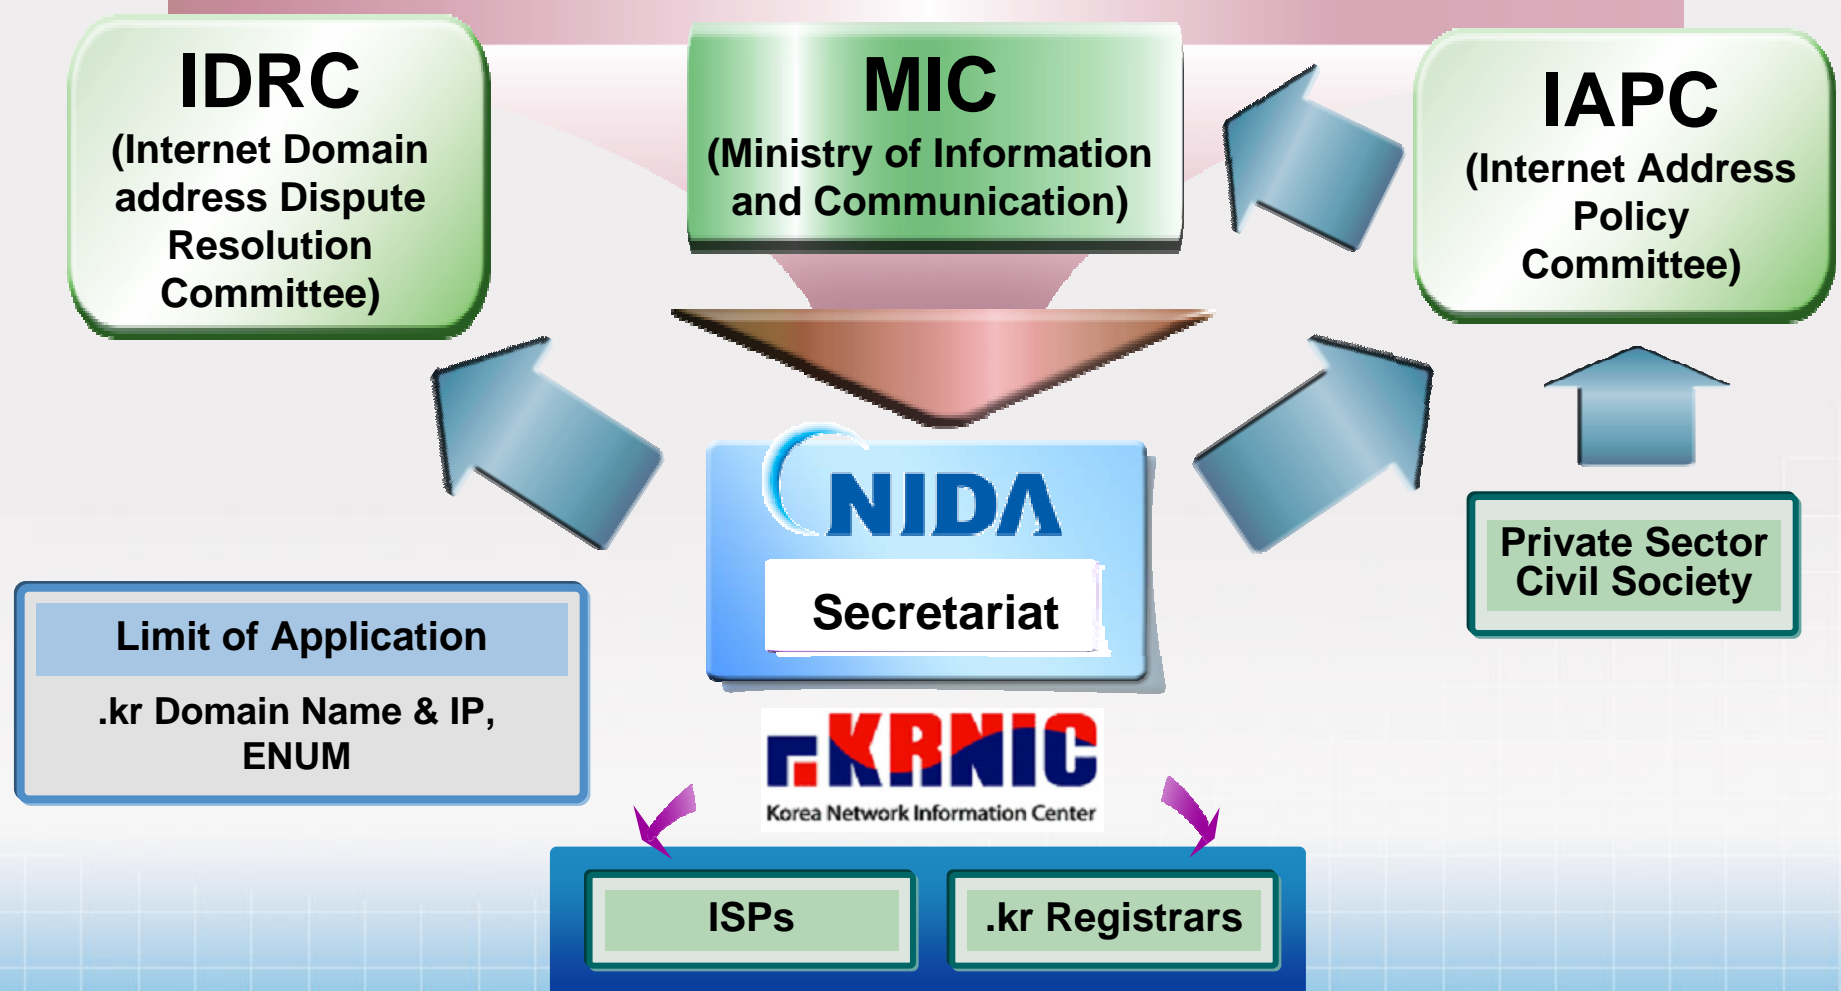 IDRC
(Internet Domain
address Dispute
Resolution
Committee)
MIC
(Ministry of Information
and Communication)
IAPC
(Internet Address
Policy
Committee)
NIDA
Secretariat
Private Sector
Civil Society
Limit of Application
.kr Domain Name & IP,
ENUM
KRNIC
Korea Network Information Center
ISPs
.kr Registrars